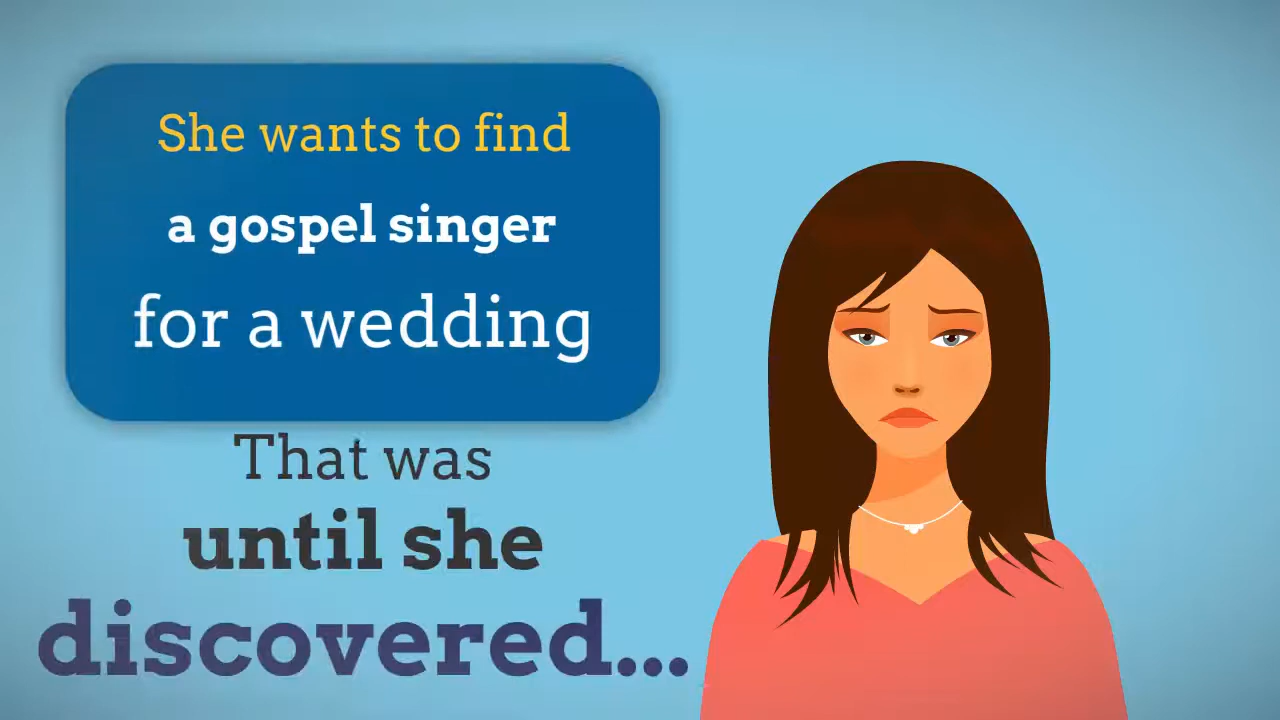 She wants to find
a gospel singer
for a wedding
That was
until she
discovered...